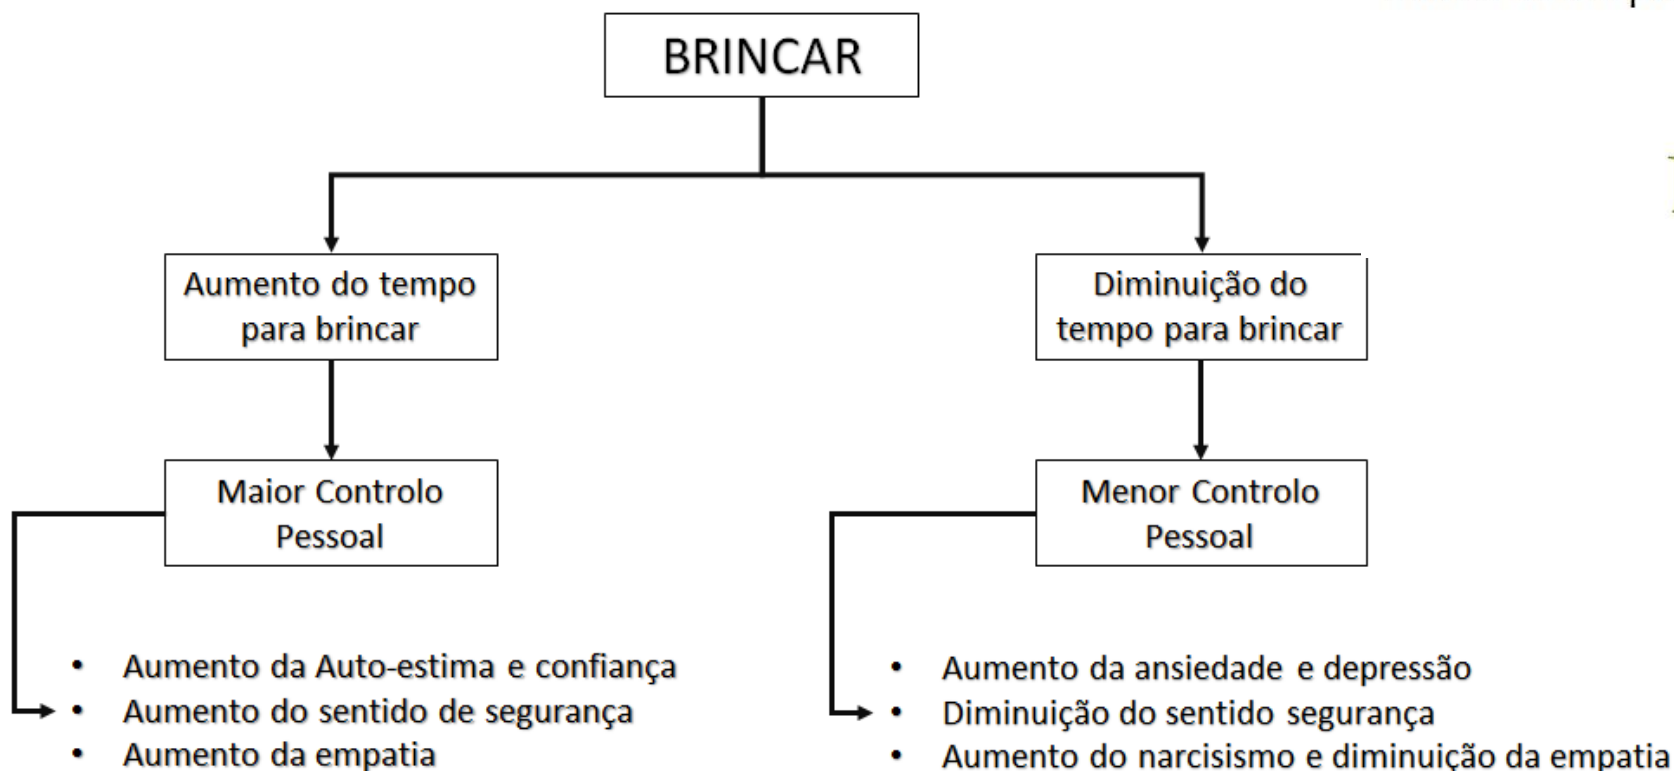 BRINCAR
Aumento do tempo
para brincar
Diminuição do
tempo para brincar
Maior Controlo
Pessoal
Menor Controlo
Pessoal
• Aumento da Auto-estima e confiança
• Aumento do sentido de segurança
• Aumento da empatia
• Aumento da ansiedade e depressão
• Diminuição do sentido segurança
• Aumento do narcisismo e diminuição da empatia